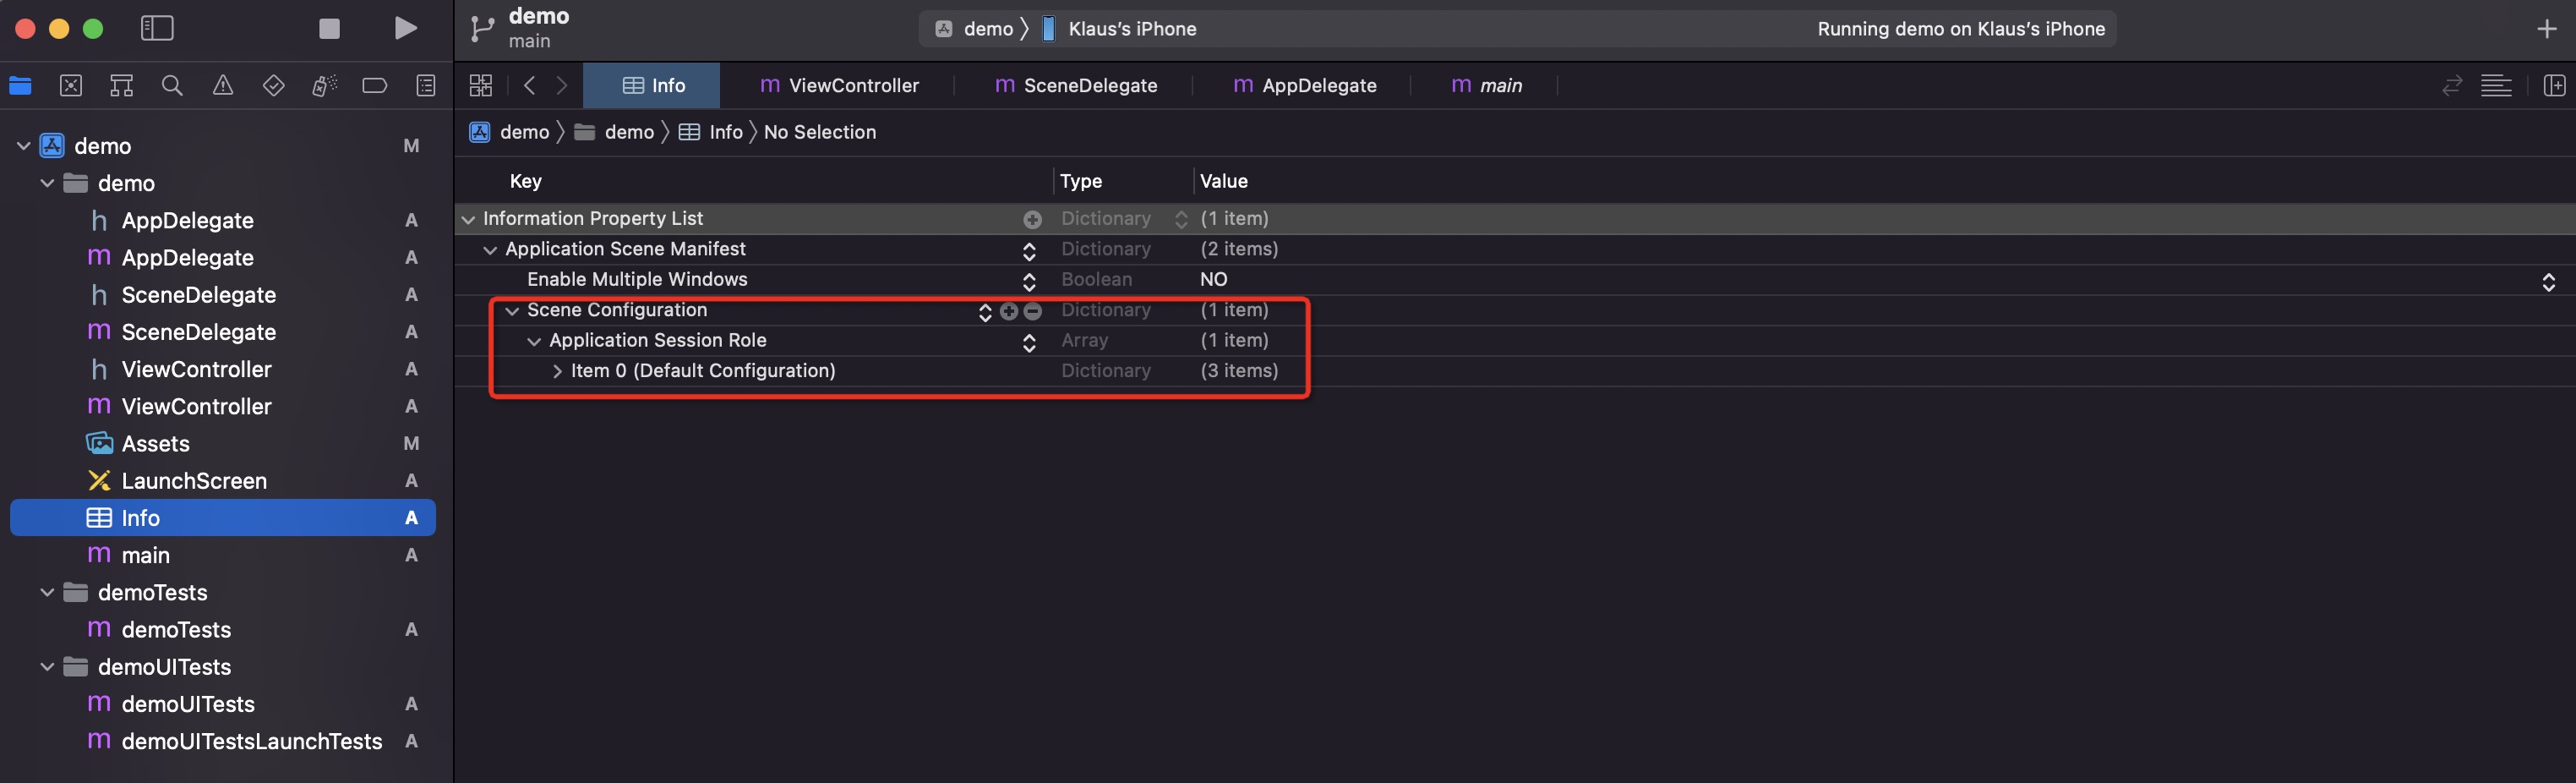 demo
main
demo 〉 Klaus's iPhone
Running demo on Klaus's iPhone
Info
m ViewController
m SceneDelegate
m AppDelegate
m main
demo 〉 demo 〉 Info 〉 No Selection
demo M
demo
h AppDelegate A
m AppDelegate A
h SceneDelegate A
m SceneDelegate A
h ViewController A
m ViewController A
Assets M
LaunchScreen A
Info A
m main A
demoTests
m demoTests A
demoUITests
m demoUITests A
m demoUITestsLaunchTests A
Key Type Value
Information Property List Dictionary (1 item)
Application Scene Manifest Dictionary (2 items)
Enable Multiple Windows Boolean NO
Scene Configuration Dictionary (1 item)
Application Session Role Array (1 item)
Item 0 (Default Configuration) Dictionary (3 items)